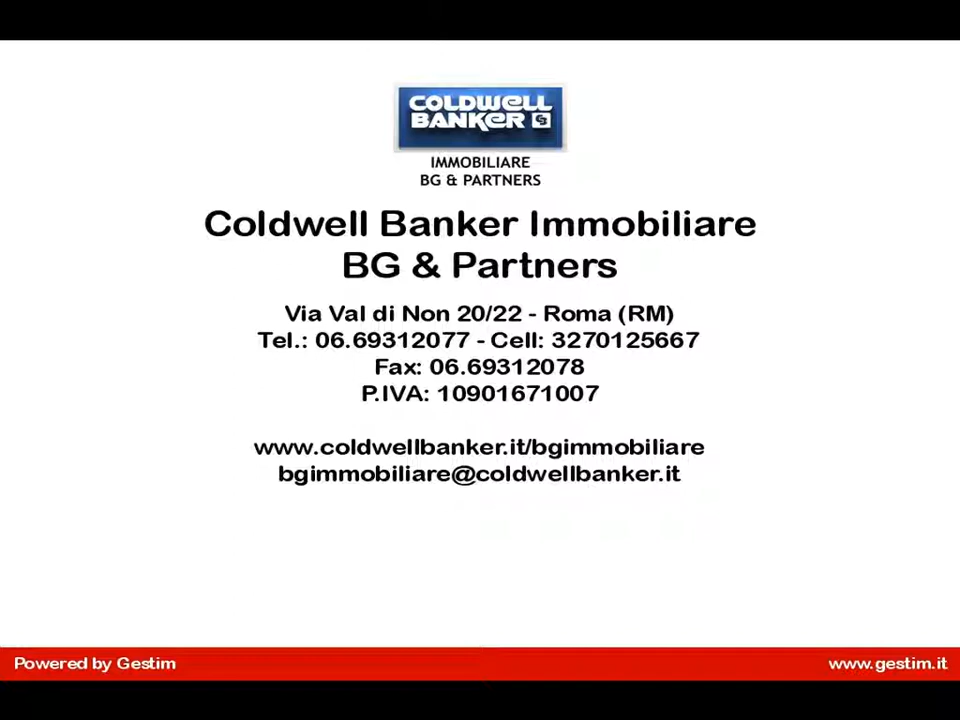 COLDWELL
BANKER CB
IMMOBILIARE
BG & PARTNERS
Coldwell Banker Immobiliare
BG & Partners
Via Val di Non 20/22 - Roma (RM)
Tel.: 06.69312077 - Cell: 3270125667
Fax: 06.69312078
P.IVA: 10901671007
www.coldwellbanker.it/bgimmobiliare
bgimmobiliare@coldwellbanker.it
Powered by Gestim
www.gestim.it